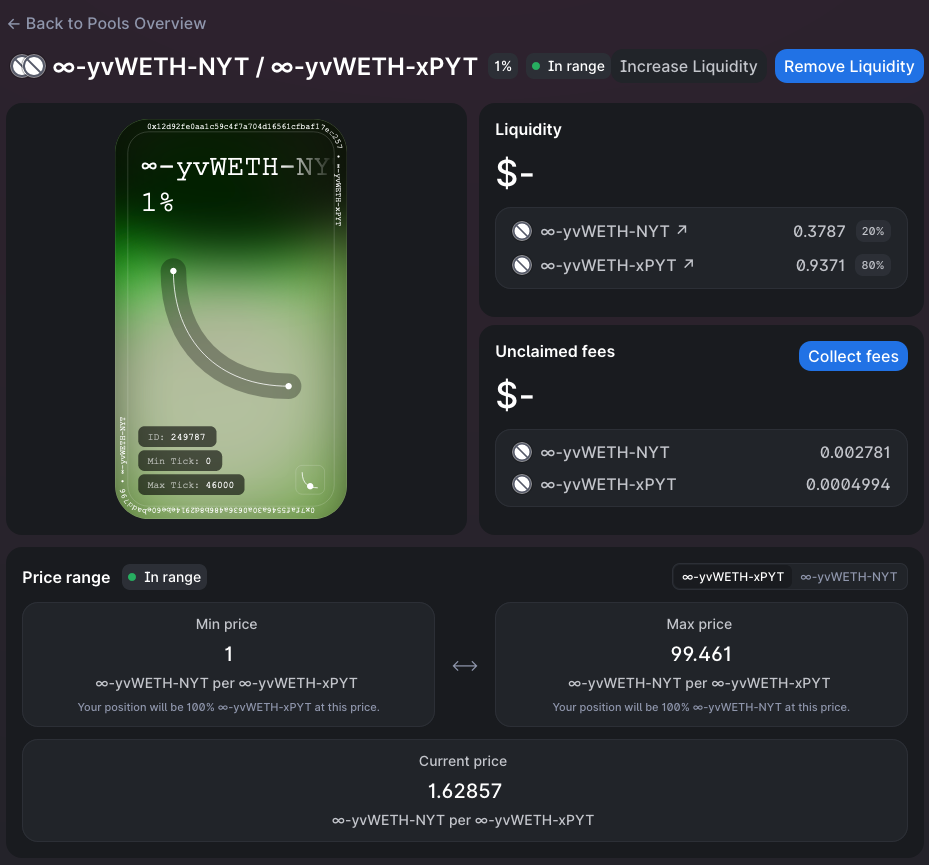 ← Back to Pools Overview
∞-yvWETH-NYT / ∞-yvWETH-xPYT 1% In range Increase Liquidity Remove Liquidity
∞-yvWETH-NY
1%
• ∞-yvWETH-xPYT
• ∞-yvWETH-NYT
ID: 249787
Min Tick: 0
Max Tick: 46000
Liquidity
$-
∞-yvWETH-NYT ↗ 0.3787 20%
∞-yvWETH-xPYT ↗ 0.9371 80%
Unclaimed fees
Collect fees
$-
∞-yvWETH-NYT 0.002781
∞-yvWETH-xPYT 0.0004994
Price range In range
∞-yvWETH-xPYT ∞-yvWETH-NYT
Min price
1
∞-yvWETH-NYT per ∞-yvWETH-xPYT
Your position will be 100% ∞-yvWETH-xPYT at this price.
Max price
99.461
∞-yvWETH-NYT per ∞-yvWETH-xPYT
Your position will be 100% ∞-yvWETH-NYT at this price.
Current price
1.62857
∞-yvWETH-NYT per ∞-yvWETH-xPYT